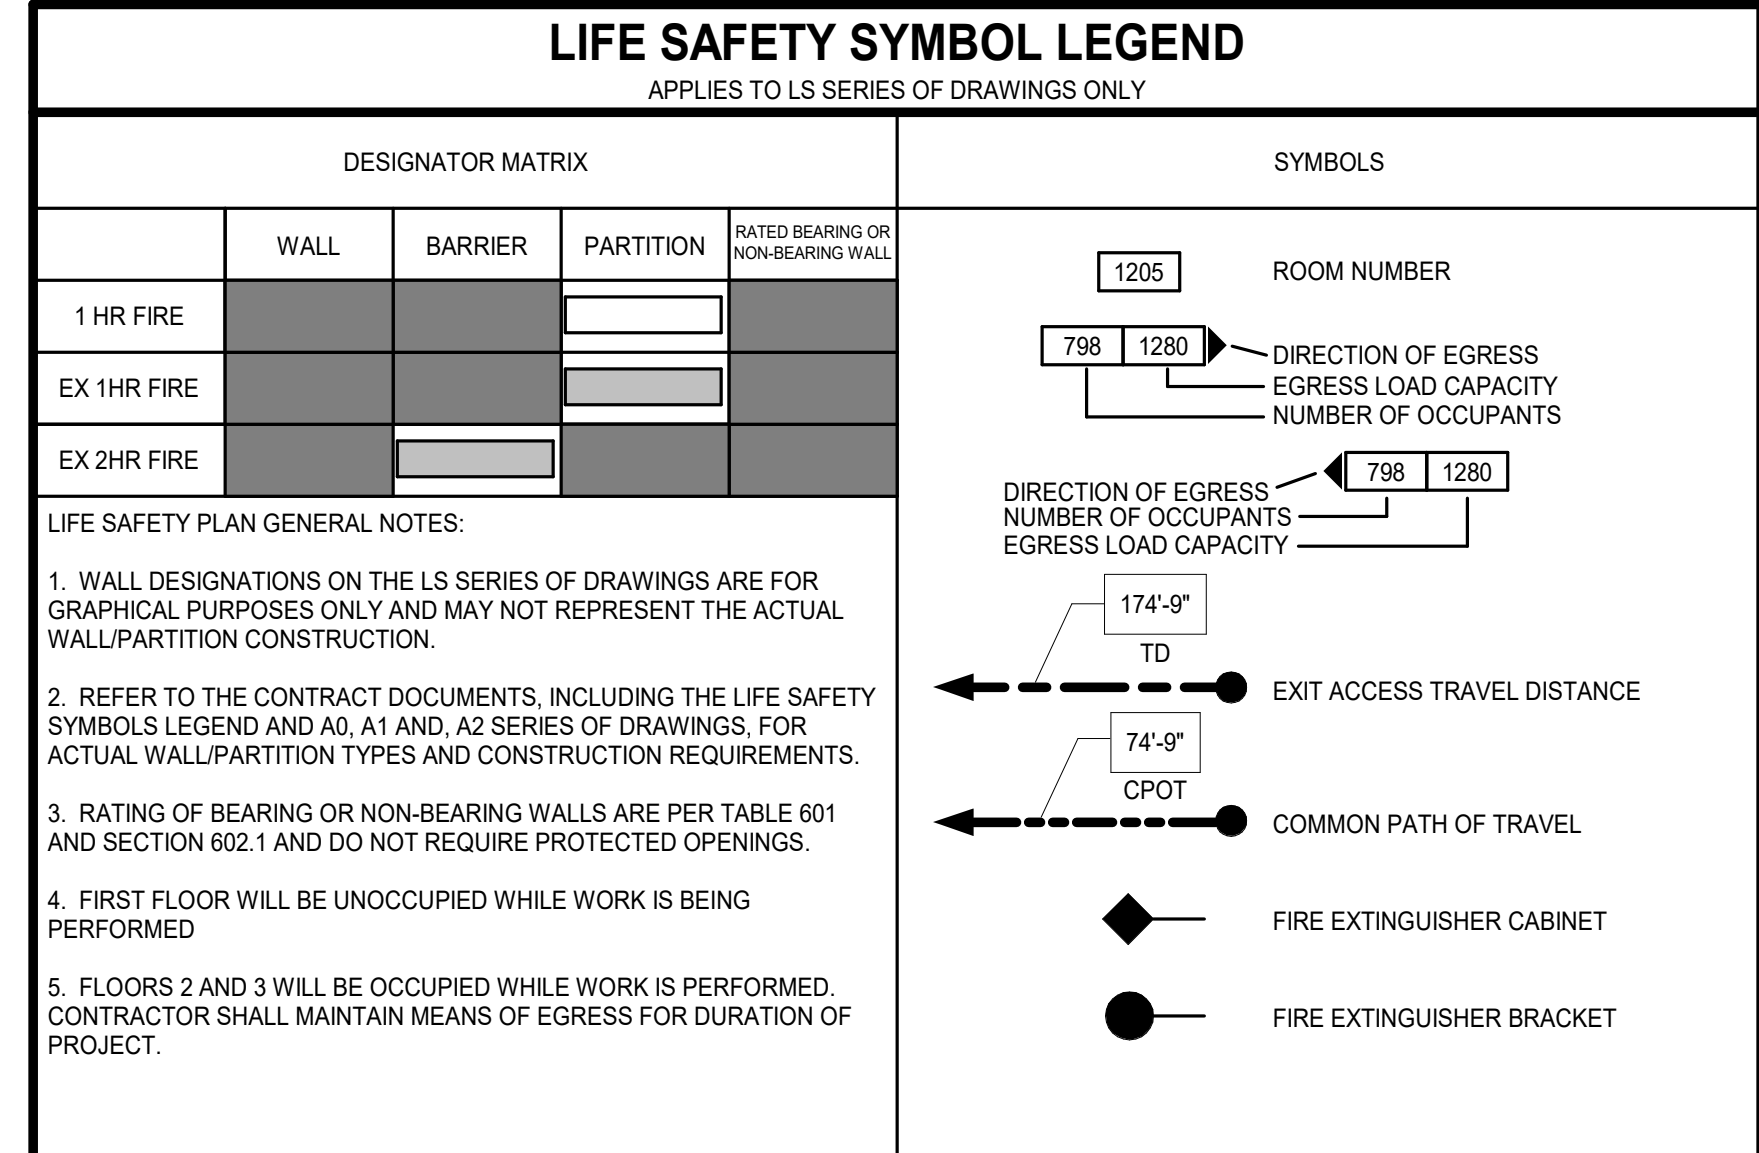 LIFE SAFETY SYMBOL LEGEND
APPLIES TO LS SERIES OF DRAWINGS ONLY
DESIGNATOR MATRIX
WALL
BARRIER
PARTITION
RATED BEARING OR
NON-BEARING WALL
1 HR FIRE
EX 1HR FIRE
EX 2HR FIRE
LIFE SAFETY PLAN GENERAL NOTES:
1. WALL DESIGNATIONS ON THE LS SERIES OF DRAWINGS ARE FOR
GRAPHICAL PURPOSES ONLY AND MAY NOT REPRESENT THE ACTUAL
WALL/PARTITION CONSTRUCTION.
2. REFER TO THE CONTRACT DOCUMENTS, INCLUDING THE LIFE SAFETY
SYMBOLS LEGEND AND A0, A1 AND, A2 SERIES OF DRAWINGS, FOR
ACTUAL WALL/PARTITION TYPES AND CONSTRUCTION REQUIREMENTS.
3. RATING OF BEARING OR NON-BEARING WALLS ARE PER TABLE 601
AND SECTION 602.1 AND DO NOT REQUIRE PROTECTED OPENINGS.
4. FIRST FLOOR WILL BE UNOCCUPIED WHILE WORK IS BEING
PERFORMED
5. FLOORS 2 AND 3 WILL BE OCCUPIED WHILE WORK IS PERFORMED.
CONTRACTOR SHALL MAINTAIN MEANS OF EGRESS FOR DURATION OF
PROJECT.
SYMBOLS
1205
ROOM NUMBER
798
1280
DIRECTION OF EGRESS
EGRESS LOAD CAPACITY
NUMBER OF OCCUPANTS
798
1280
DIRECTION OF EGRESS
NUMBER OF OCCUPANTS
EGRESS LOAD CAPACITY
174'-9"
TD
EXIT ACCESS TRAVEL DISTANCE
74'-9"
CPOT
COMMON PATH OF TRAVEL
FIRE EXTINGUISHER CABINET
FIRE EXTINGUISHER BRACKET